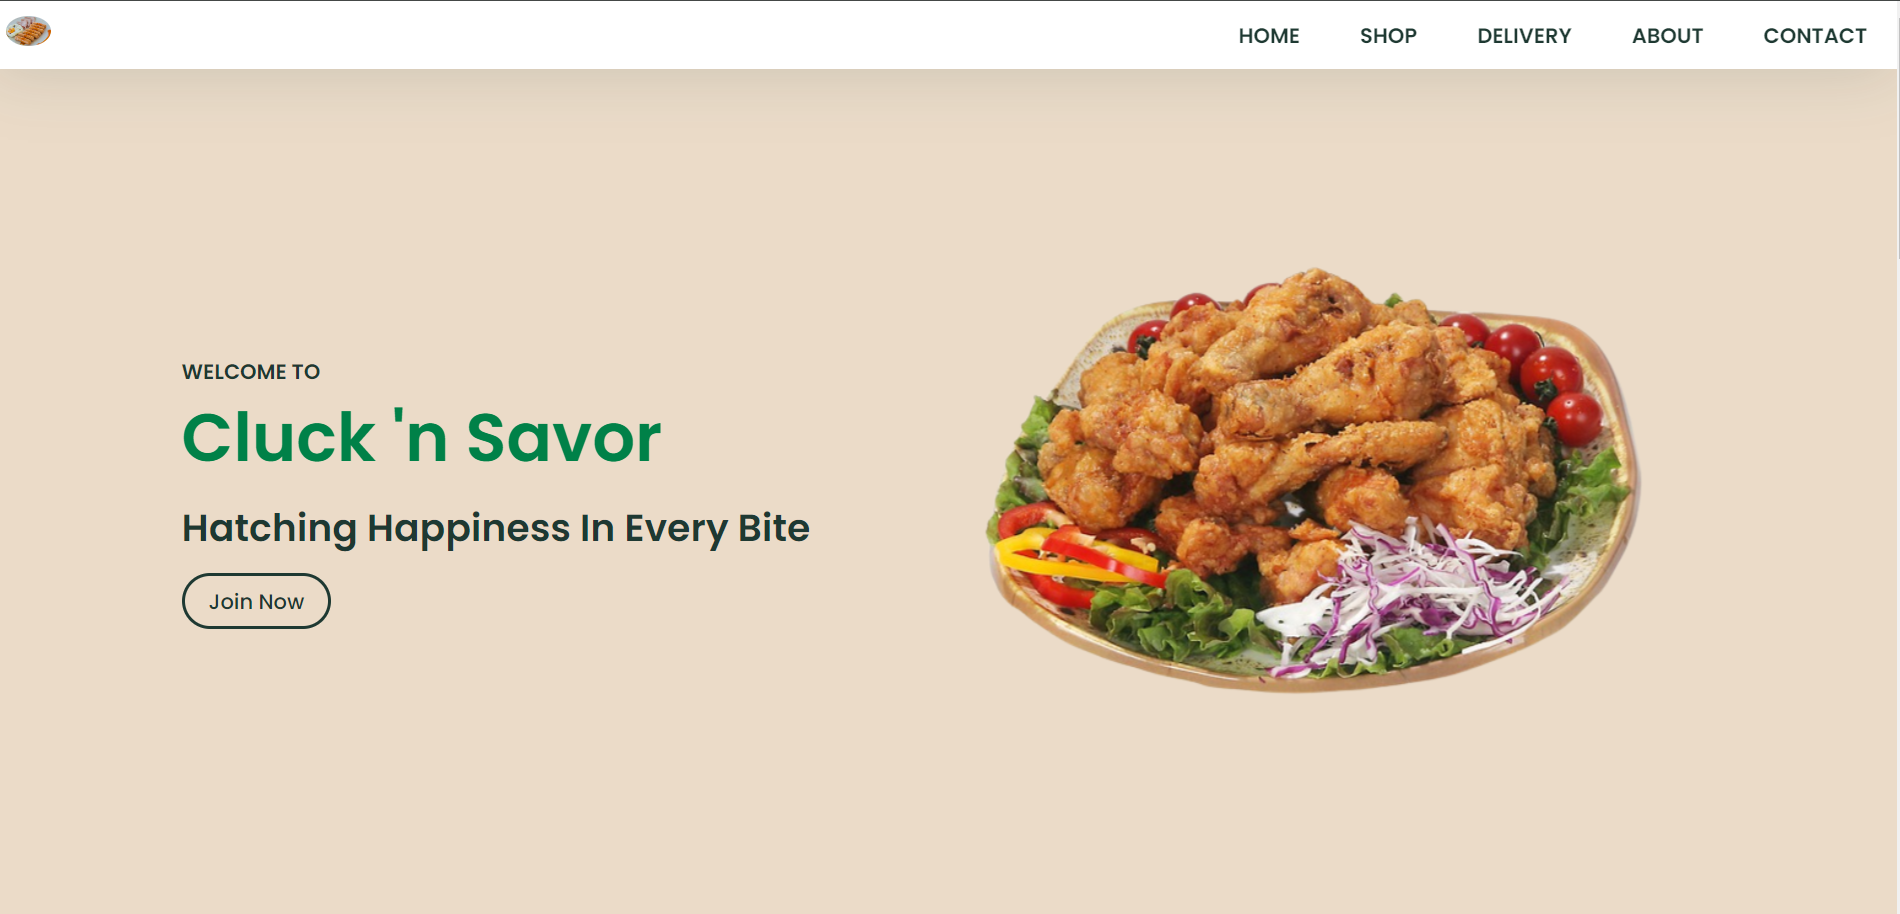 HOME SHOP DELIVERY ABOUT CONTACT
WELCOME TO
Cluck 'n Savor
Hatching Happiness In Every Bite
Join Now